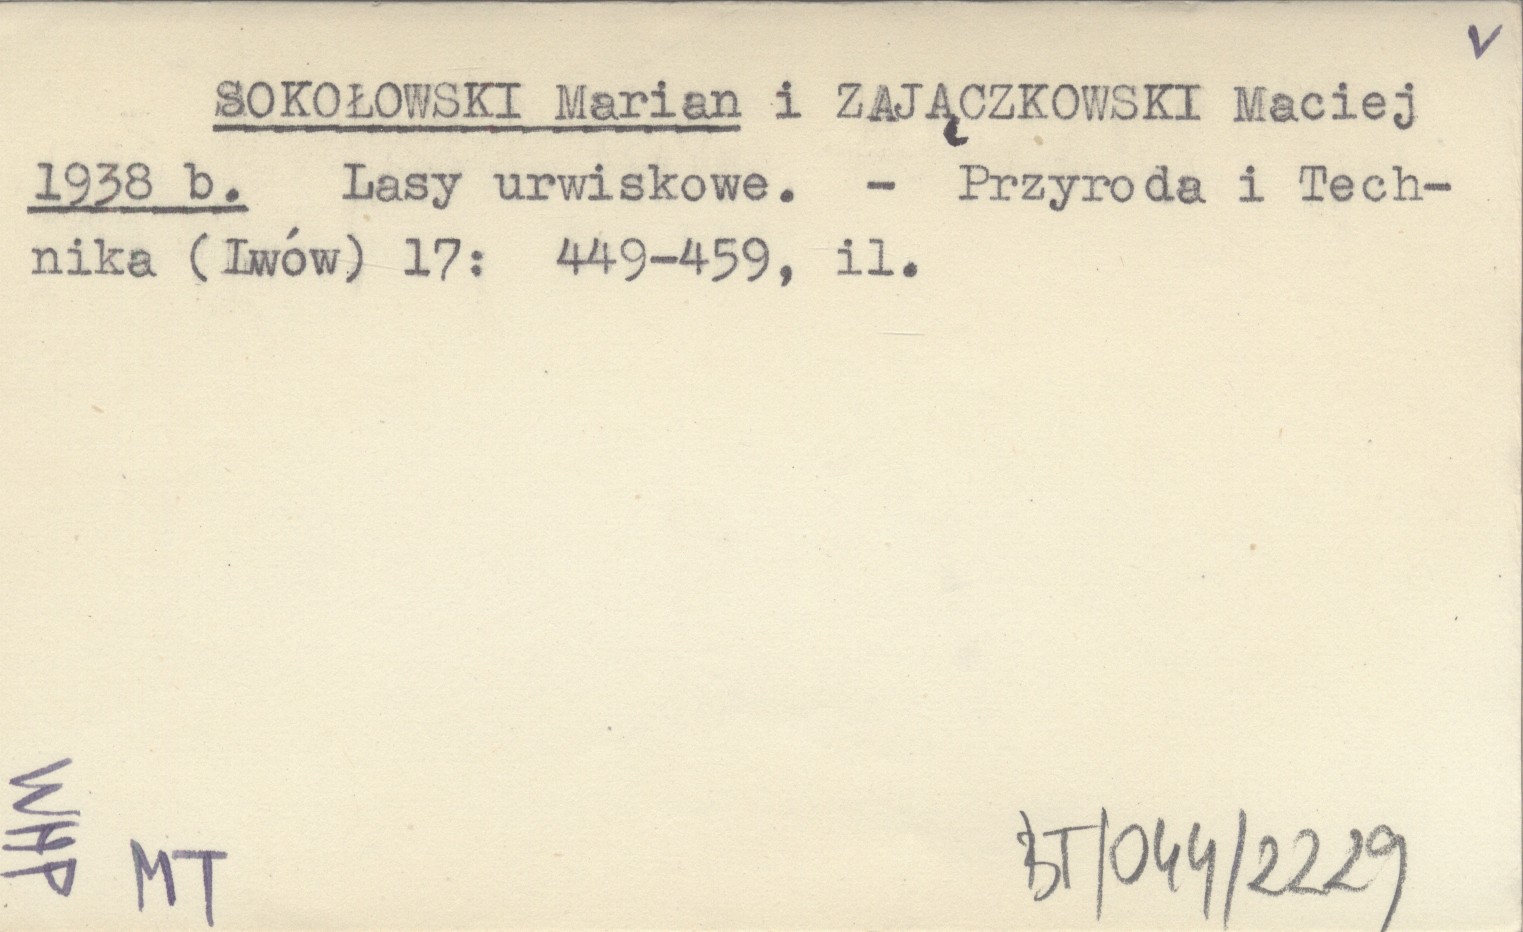 v
SOKOŁOWSKI Marian i ZAJĄCZKOWSKI Maciej
1938 b. Lasy urwiskowe. - Przyroda i Tech-
nika (Lwów) 17: 449-459, il.
WHP
MT
BT/044/2229